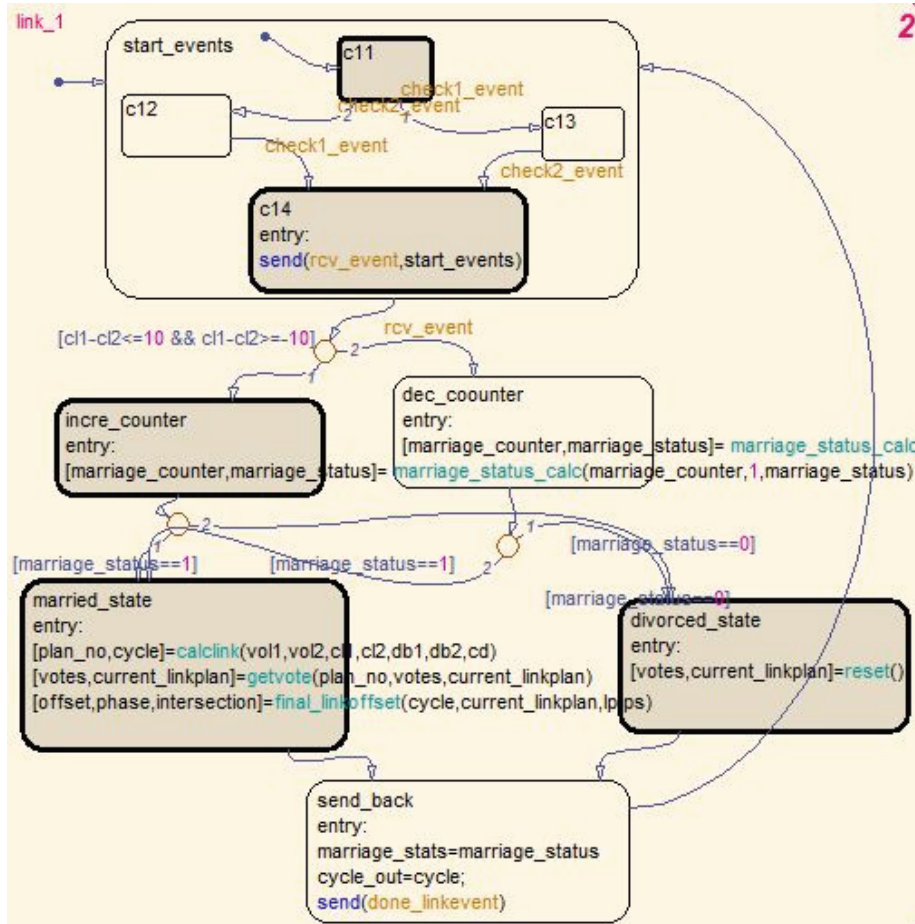 link_1
2
start_events
c11
check1_event
check2_event
2
1
c12
c13
check1_event
check2_event
c14
entry:
send(rcv_event,start_events)
[cl1-cl2<=10 && cl1-cl2>=-10]
rcv_event
2
1
dec_coounter
entry:
[marriage_counter,marriage_status]= marriage_status_calc
incre_counter
entry:
[marriage_counter,marriage_status]= marriage_status_calc(marriage_counter,1,marriage_status)
2
1
1
2
[marriage_status==0]
[marriage_status==1]
[marriage_status==1]
[marriage_status==0]
married_state
entry:
[plan_no,cycle]=calclink(vol1,vol2,cl1,cl2,db1,db2,cd)
[votes,current_linkplan]=getvote(plan_no,votes,current_linkplan)
[offset,phase,intersection]=final_linkoffset(cycle,current_linkplan,lpips)
divorced_state
entry:
[votes,current_linkplan]=reset()
send_back
entry:
marriage_stats=marriage_status
cycle_out=cycle;
send(done_linkevent)